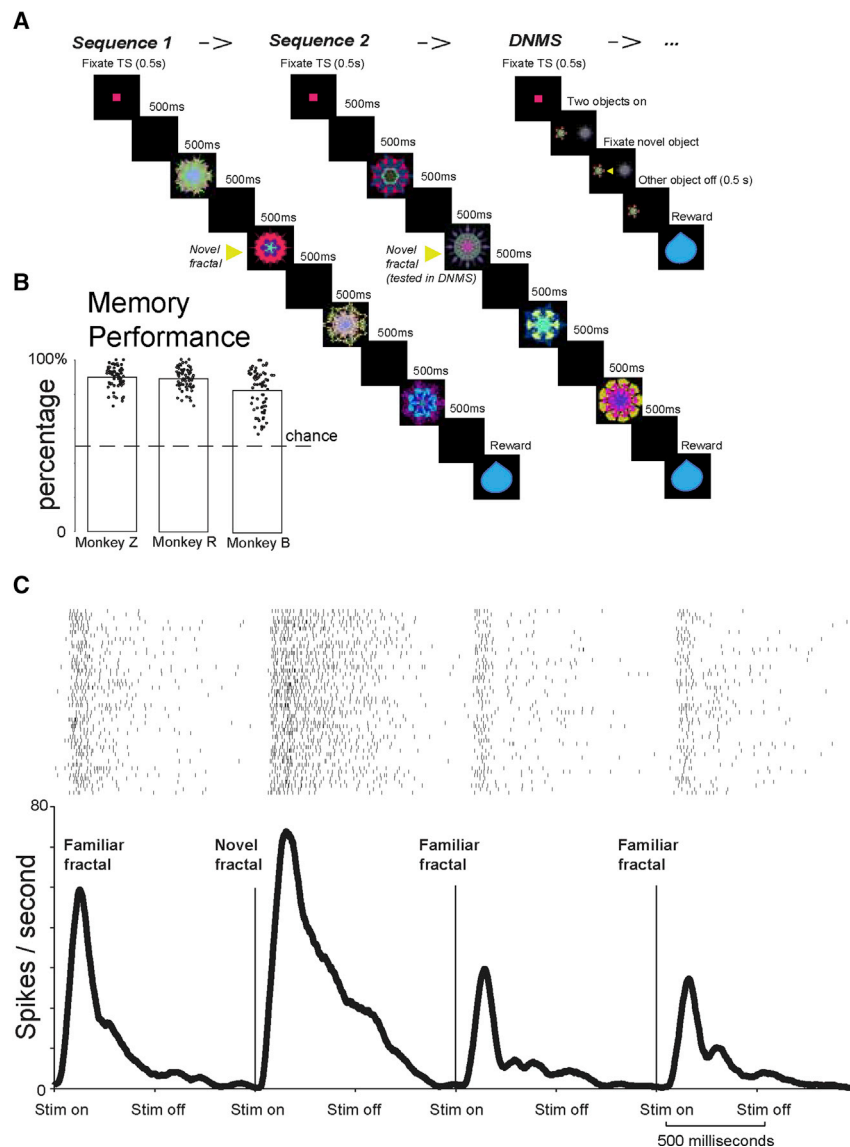 A
Sequence 1 -> Sequence 2 -> DNMS -> ...
Fixate TS (0.5s)
500ms
500ms
500ms
500ms
Novel
fractal
500ms
500ms
500ms
500ms
500ms
Reward
Fixate TS (0.5s)
500ms
500ms
500ms
500ms
Novel
fractal
(tested in DNMS)
500ms
500ms
500ms
500ms
500ms
Reward
Fixate TS (0.5s)
Two objects on
Fixate novel object
Other object off (0.5 s)
Reward
B
Memory
Performance
100%
percentage
0
chance
Monkey Z
Monkey R
Monkey B
C
80
Spikes / second
0
Familiar
fractal
Novel
fractal
Familiar
fractal
Familiar
fractal
Stim on Stim off Stim on Stim off Stim on Stim off Stim on Stim off
500 milliseconds